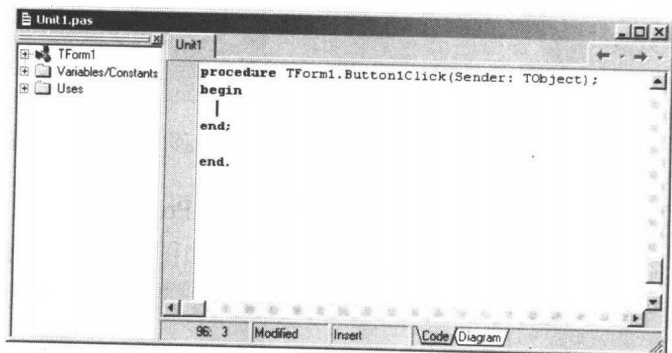 Unit1.pas
TForm1
Variables/Constants
Uses
Unit1
procedure TForm1.Button1Click(Sender: TObject);
begin
end;
end.
96: 3 Modified Insert Code Diagram